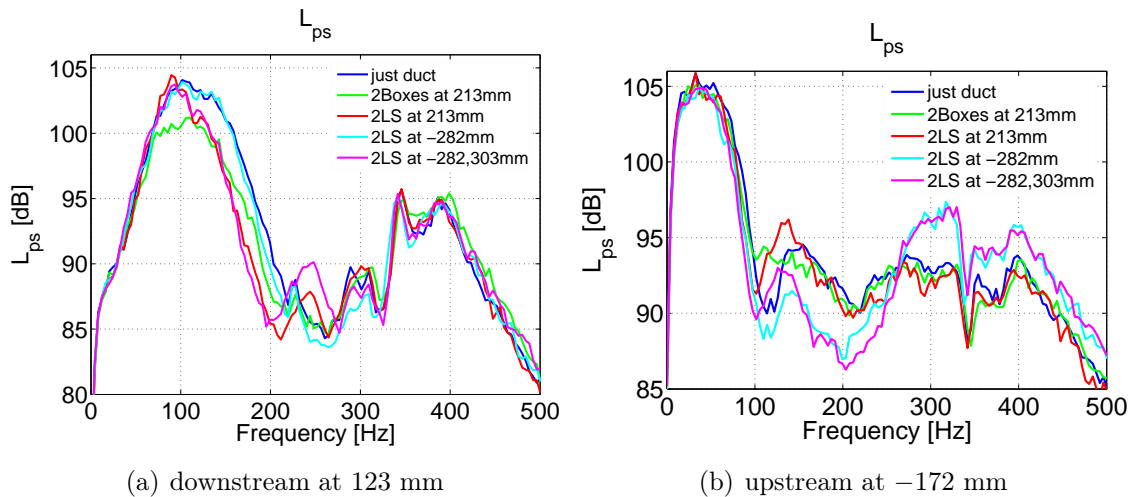 L_ps
105
100
95
90
85
80
0
100
200
300
400
500
L_ps [dB]
Frequency [Hz]
just duct
2Boxes at 213mm
2LS at 213mm
2LS at −282mm
2LS at −282,303mm
(a) downstream at 123 mm
L_ps
105
100
95
90
85
0
100
200
300
400
500
L_ps [dB]
Frequency [Hz]
just duct
2Boxes at 213mm
2LS at 213mm
2LS at −282mm
2LS at −282,303mm
(b) upstream at −172 mm